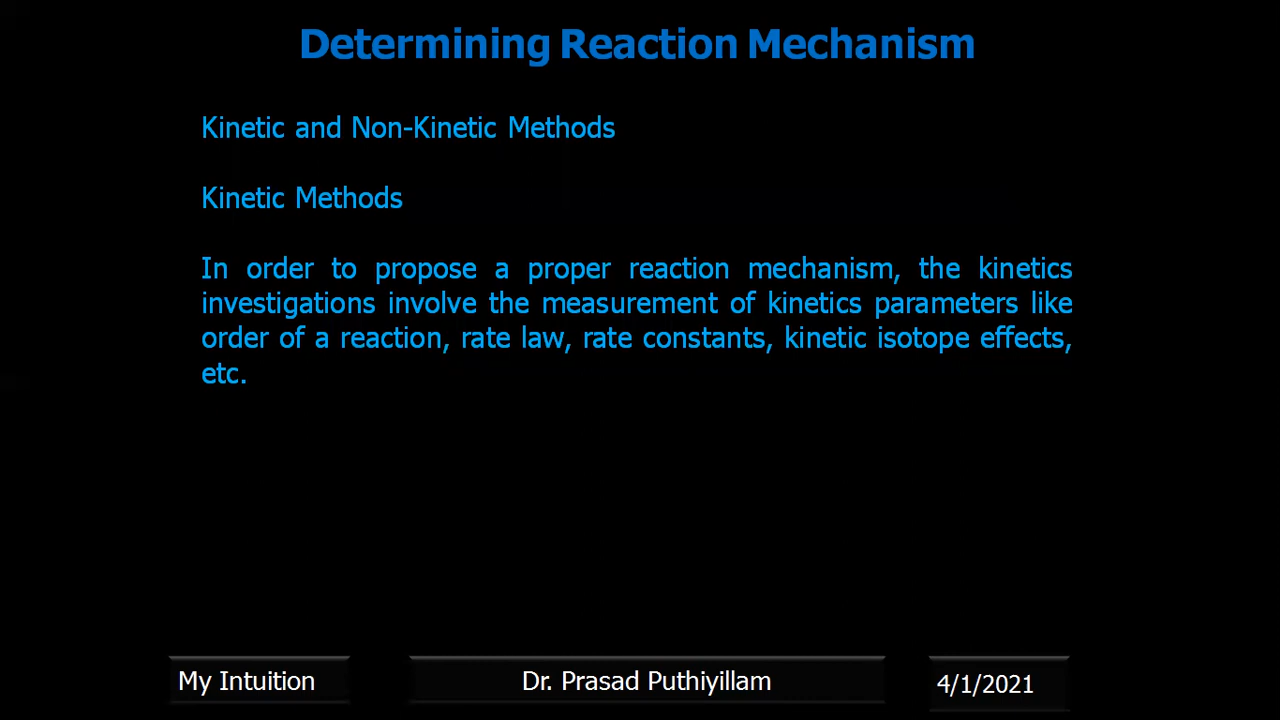 Determining Reaction Mechanism
Kinetic and Non-Kinetic Methods
Kinetic Methods
In order to propose a proper reaction mechanism, the kinetics
investigations involve the measurement of kinetics parameters like
order of a reaction, rate law, rate constants, kinetic isotope effects,
etc.
My Intuition
Dr. Prasad Puthiyillam
4/1/2021